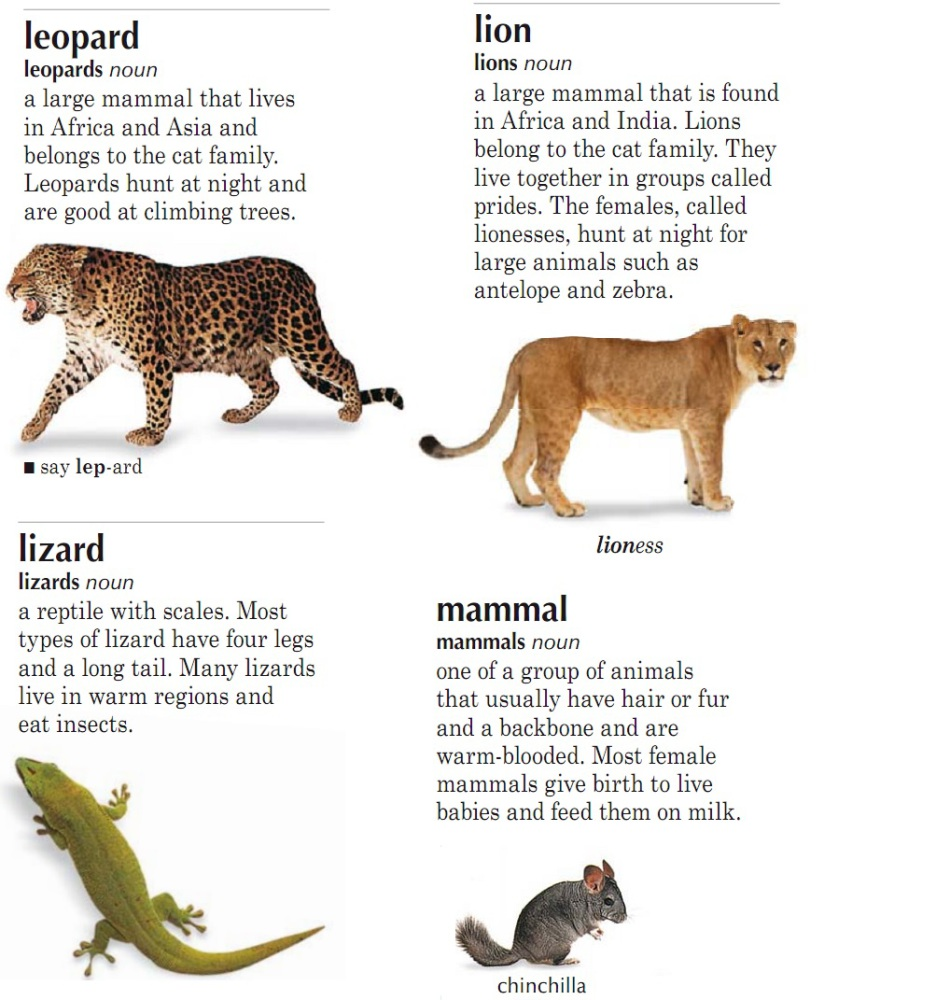 leopard
leopards noun
a large mammal that lives
in Africa and Asia and
belongs to the cat family.
Leopards hunt at night and
are good at climbing trees.
■ say lep-ard
lion
lions noun
a large mammal that is found
in Africa and India. Lions
belong to the cat family. They
live together in groups called
prides. The females, called
lionesses, hunt at night for
large animals such as
antelope and zebra.
lioness
lizard
lizards noun
a reptile with scales. Most
types of lizard have four legs
and a long tail. Many lizards
live in warm regions and
eat insects.
mammal
mammals noun
one of a group of animals
that usually have hair or fur
and a backbone and are
warm-blooded. Most female
mammals give birth to live
babies and feed them on milk.
chinchilla